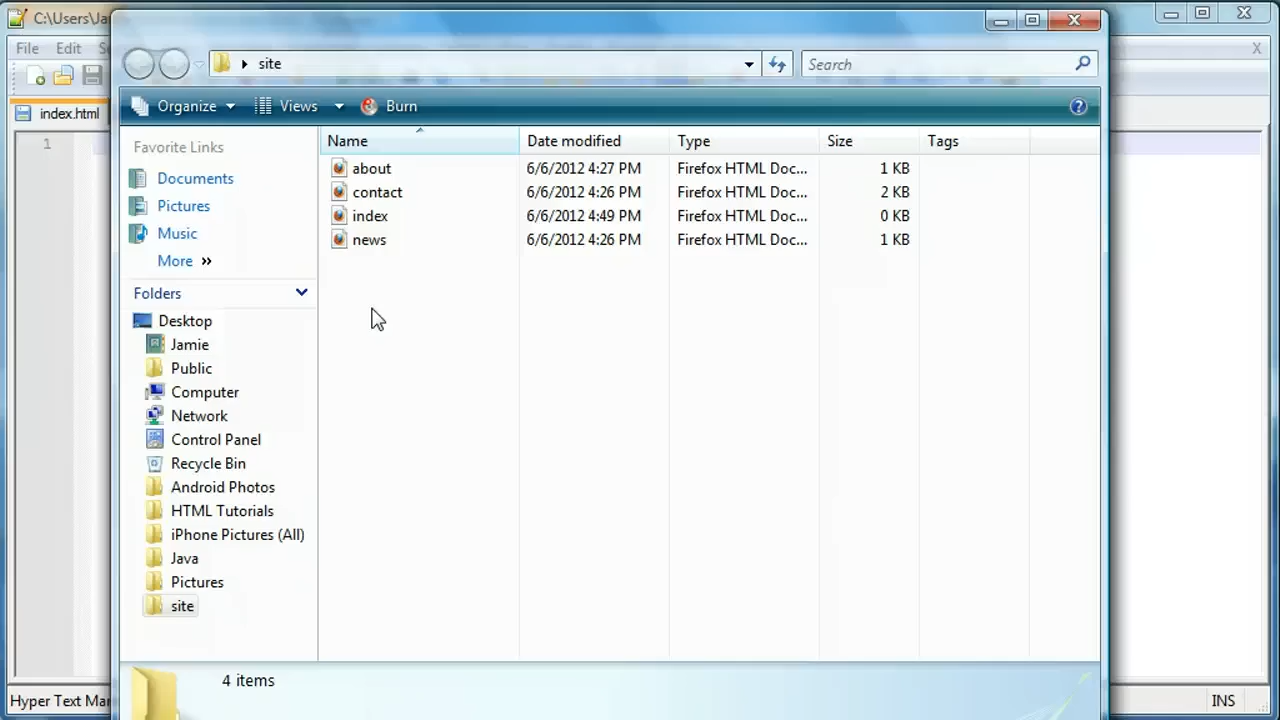 C:\Users\Ja
File Edit S
X
index.html
1
site
Search
Organize Views Burn
?
Favorite Links
Documents
Pictures
Music
More »
Folders
Desktop
Jamie
Public
Computer
Network
Control Panel
Recycle Bin
Android Photos
HTML Tutorials
iPhone Pictures (All)
Java
Pictures
site
Name Date modified Type Size Tags
about 6/6/2012 4:27 PM Firefox HTML Doc... 1 KB
contact 6/6/2012 4:26 PM Firefox HTML Doc... 2 KB
index 6/6/2012 4:49 PM Firefox HTML Doc... 0 KB
news 6/6/2012 4:26 PM Firefox HTML Doc... 1 KB
4 items
Hyper Text Mar
INS